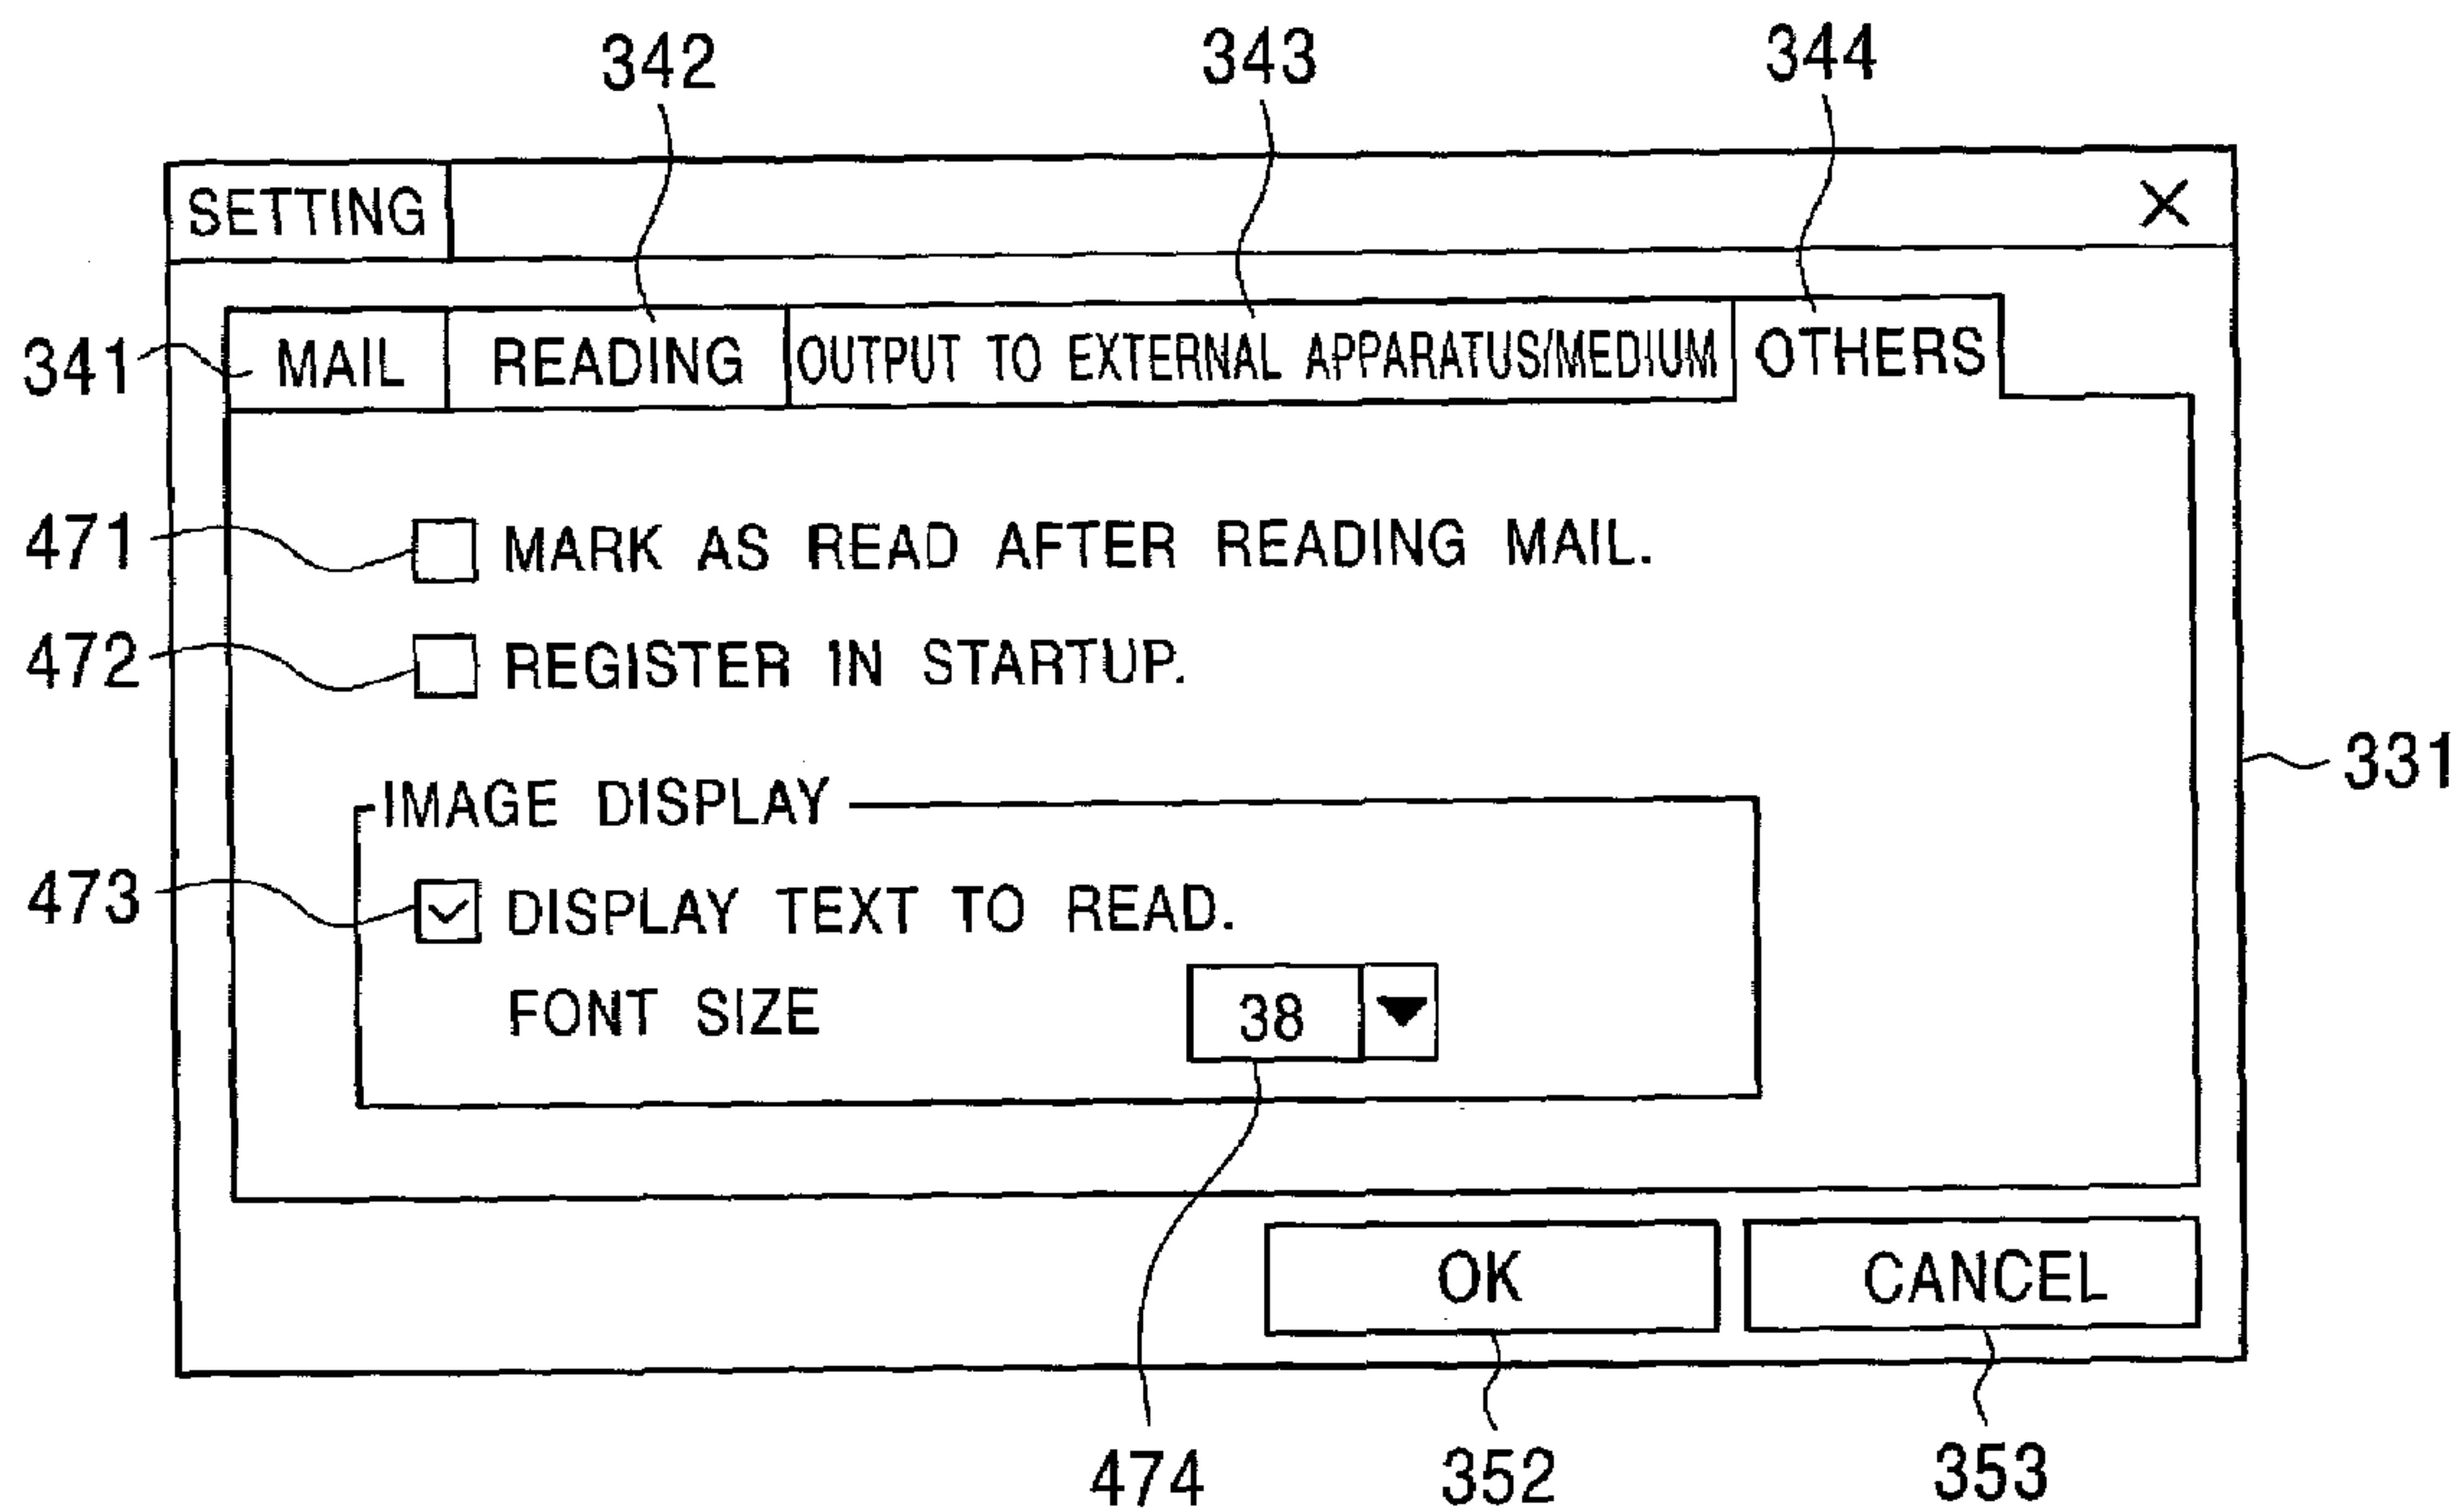 342 343 344
SETTING X
341 MAIL READING OUTPUT TO EXTERNAL APPARATUS/MEDIUM OTHERS
471 MARK AS READ AFTER READING MAIL.
472 REGISTER IN STARTUP.
331
IMAGE DISPLAY
473 DISPLAY TEXT TO READ.
FONT SIZE 38
OK CANCEL
474 352 353